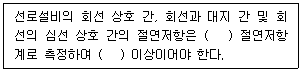 선로설비의 회선 상호 간, 회선과 대지 간 및 회
선의 심선 상호 간의 절연저항은 (   ) 절연저항
계로 측정하여 (   ) 이상이어야 한다.